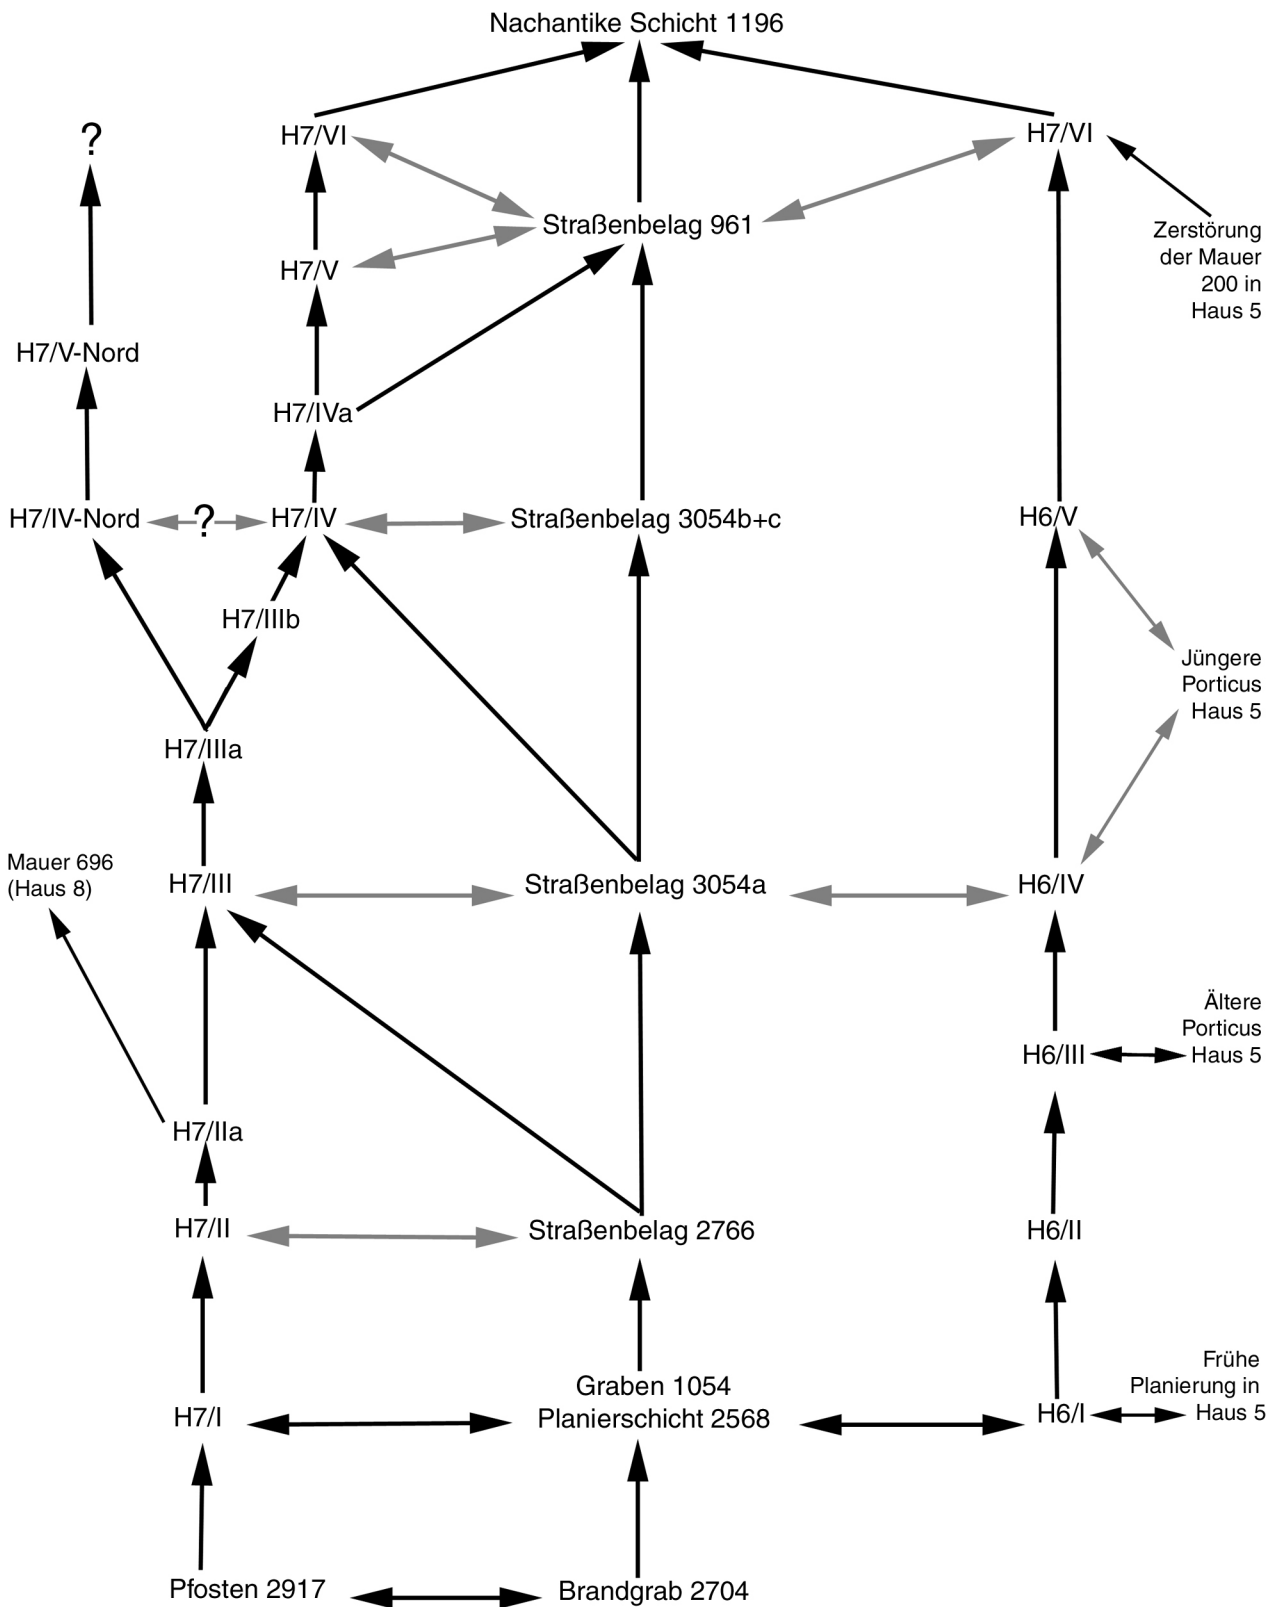 Nachantike Schicht 1196
?
H7/VI
H7/VI
Straßenbelag 961
Zerstörung
der Mauer
200 in
Haus 5
H7/V
H7/V-Nord
H7/IVa
H7/IV-Nord
?
H7/IV
Straßenbelag 3054b+c
H6/V
H7/IIIb
Jüngere
Porticus
Haus 5
H7/IIIa
Mauer 696
(Haus 8)
H7/III
Straßenbelag 3054a
H6/IV
Ältere
Porticus
Haus 5
H6/III
H7/IIa
H7/II
Straßenbelag 2766
H6/II
Graben 1054
Planierschicht 2568
H7/I
H6/I
Frühe
Planierung in
Haus 5
Pfosten 2917
Brandgrab 2704